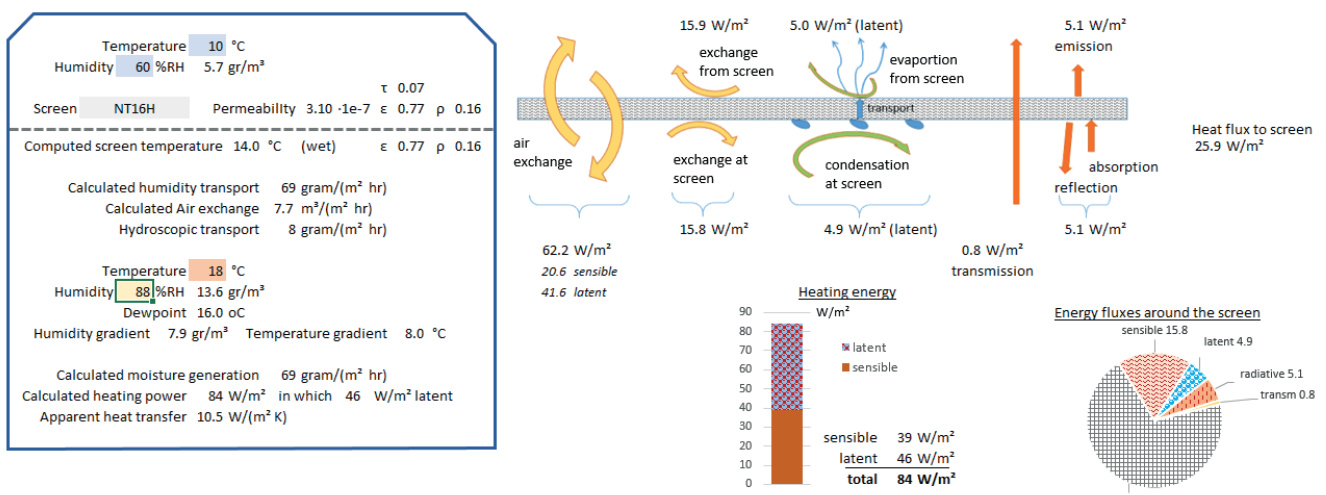 Temperature 10 °C
Humidity 60 %RH 5.7 gr/m³
τ 0.07
Screen NT16H Permeability 3.10 ·1e-7 ε 0.77 ρ 0.16
Computed screen temperature 14.0 °C (wet) ε 0.77 ρ 0.16
Calculated humidity transport 69 gram/(m² hr)
Calculated Air exchange 7.7 m³/(m² hr)
Hydroscopic transport 8 gram/(m² hr)
Temperature 18 °C
Humidity 88 %RH 13.6 gr/m³
Dewpoint 16.0 oC
Humidity gradient 7.9 gr/m³ Temperature gradient 8.0 °C
Calculated moisture generation 69 gram/(m² hr)
Calculated heating power 84 W/m² in which 46 W/m² latent
Apparent heat transfer 10.5 W/(m² K)
15.9 W/m² 5.0 W/m² (latent) 5.1 W/m²
exchange
from screen
evaportion
from screen
emission
transport
air
exchange
exchange at
screen
condensation
at screen
absorption
reflection
Heat flux to screen
25.9 W/m²
62.2 W/m²
20.6 sensible
41.6 latent
15.8 W/m²
4.9 W/m² (latent)
0.8 W/m²
transmission
5.1 W/m²
Heating energy
W/m²
90
80
70
60
50
40
30
20
10
0
latent
sensible
sensible 39 W/m²
latent 46 W/m²
total 84 W/m²
Energy fluxes around the screen
sensible 15.8
latent 4.9
radiative 5.1
transm 0.8